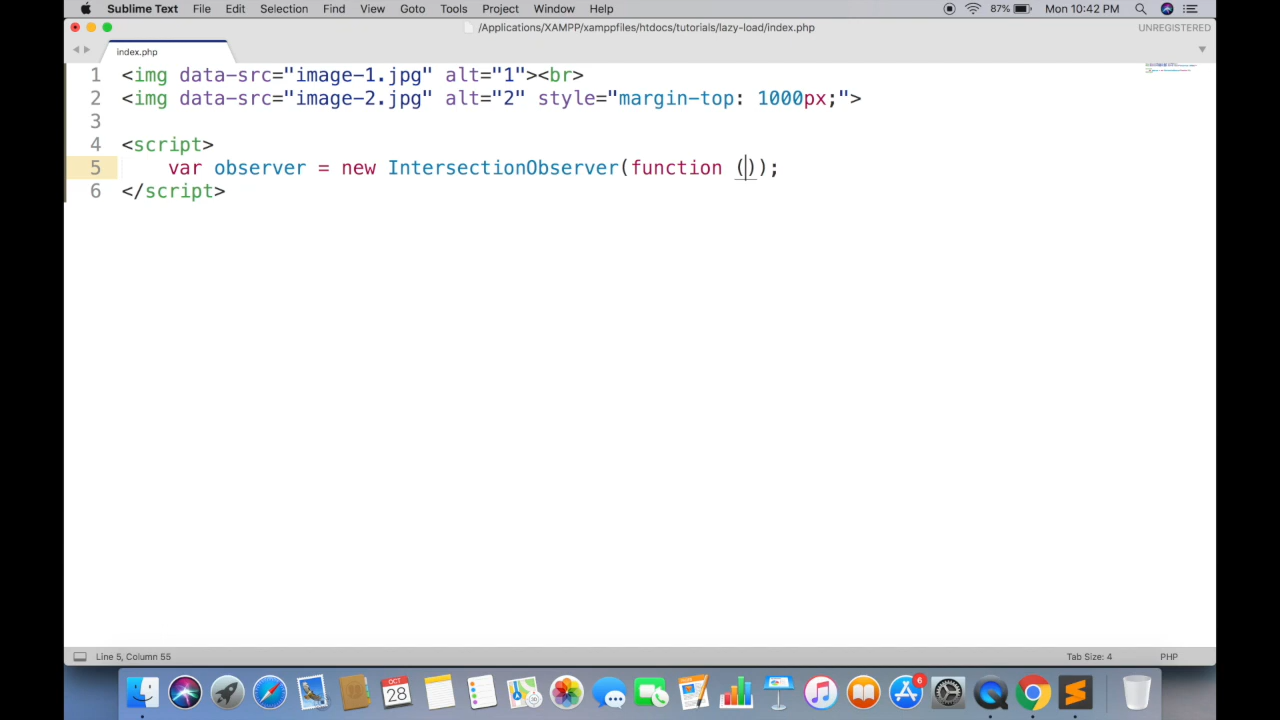 Sublime Text File Edit Selection Find View Goto Tools Project Window Help 87% Mon 10:42 PM
/Applications/XAMPP/xamppfiles/htdocs/tutorials/lazy-load/index.php UNREGISTERED
index.php
1 <img data-src="image-1.jpg" alt="1"><br>
2 <img data-src="image-2.jpg" alt="2" style="margin-top: 1000px;">
3
4 <script>
5 var observer = new IntersectionObserver(function ());
6 </script>
Line 5, Column 55 Tab Size: 4 PHP
OCT
28
6